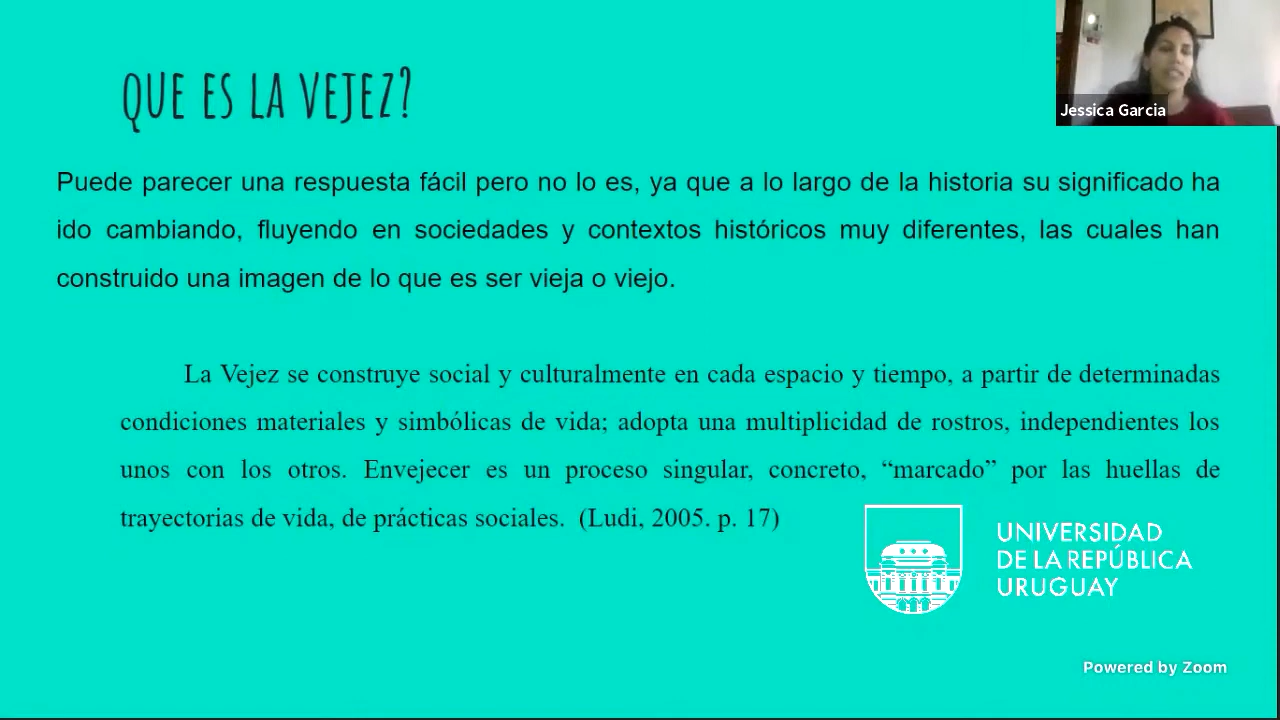 QUE ES LA VEJEZ?
Jessica Garcia
Puede parecer una respuesta fácil pero no lo es, ya que a lo largo de la historia su significado ha
ido cambiando, fluyendo en sociedades y contextos históricos muy diferentes, las cuales han
construido una imagen de lo que es ser vieja o viejo.
La Vejez se construye social y culturalmente en cada espacio y tiempo, a partir de determinadas
condiciones materiales y simbólicas de vida; adopta una multiplicidad de rostros, independientes los
unos con los otros. Envejecer es un proceso singular, concreto, “marcado” por las huellas de
trayectorias de vida, de prácticas sociales. (Ludi, 2005. p. 17)
UNIVERSIDAD
DE LA REPÚBLICA
URUGUAY
Powered by Zoom